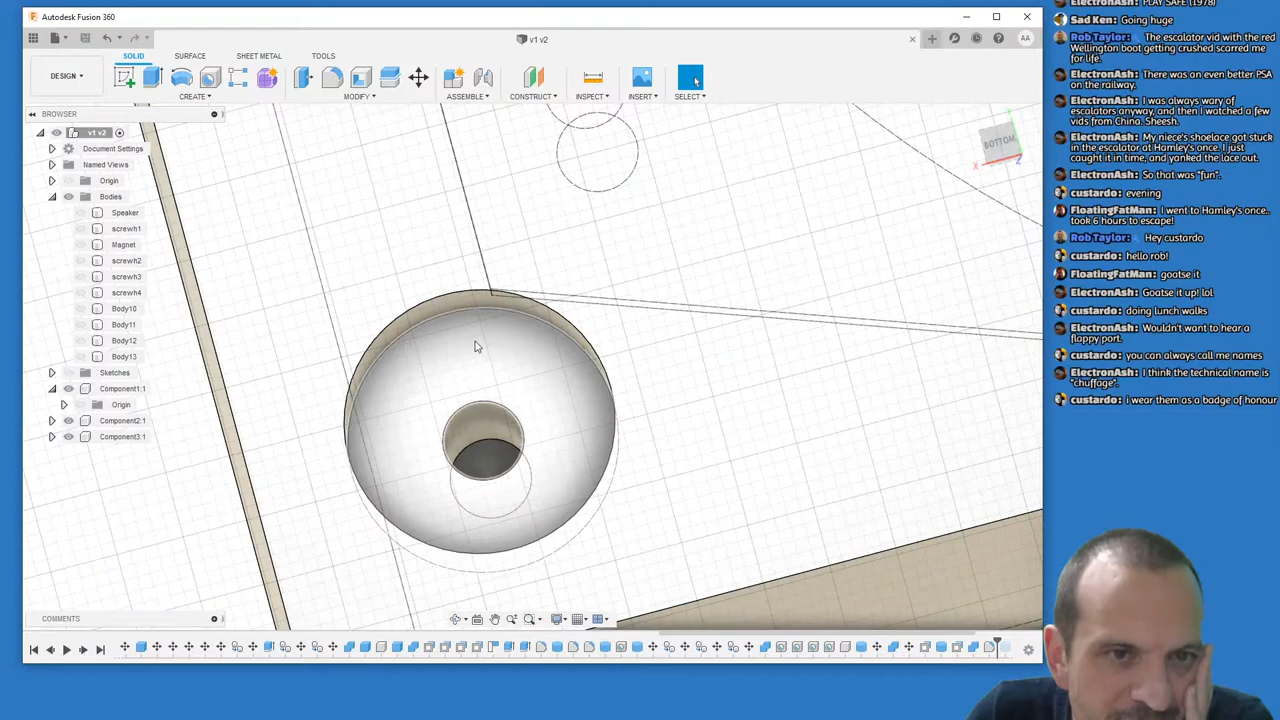 Autodesk Fusion 360
v1 v2
AA
SOLID SURFACE SHEET METAL TOOLS
DESIGN
CREATE MODIFY ASSEMBLE CONSTRUCT INSPECT INSERT SELECT
BROWSER
v1 v2
Document Settings
Named Views
Origin
Bodies
Speaker
screwh1
Magnet
screwh2
screwh3
screwh4
Body10
Body11
Body12
Body13
Sketches
Component1:1
Origin
Component2:1
Component3:1
BOTTOM
X
Z
COMMENTS
ElectronAsh: PLAY SAFE (1978)
Sad Ken: Going huge
Rob Taylor: The escalator vid with the red
Wellington boot getting crushed scarred me
for life.
ElectronAsh: There was an even better PSA
on the railway.
ElectronAsh: I was always wary of
escalators anyway, and then I watched a few
vids from China. Sheesh.
ElectronAsh: My niece's shoelace got stuck
in the escalator at Hamley's once. I just
caught it in time, and yanked the lace out.
ElectronAsh: So that was "fun".
custardo: evening
FloatingFatMan: I went to Hamley's once..
took 6 hours to escape!
Rob Taylor: Hey custardo
custardo: hello rob!
FloatingFatMan: goatse it
ElectronAsh: Goatse it up! lol
custardo: doing lunch walks
ElectronAsh: Wouldn't want to hear a
flappy port.
custardo: you can always call me names
ElectronAsh: I think the technical name is
"chuffage".
custardo: i wear them as a badge of honour